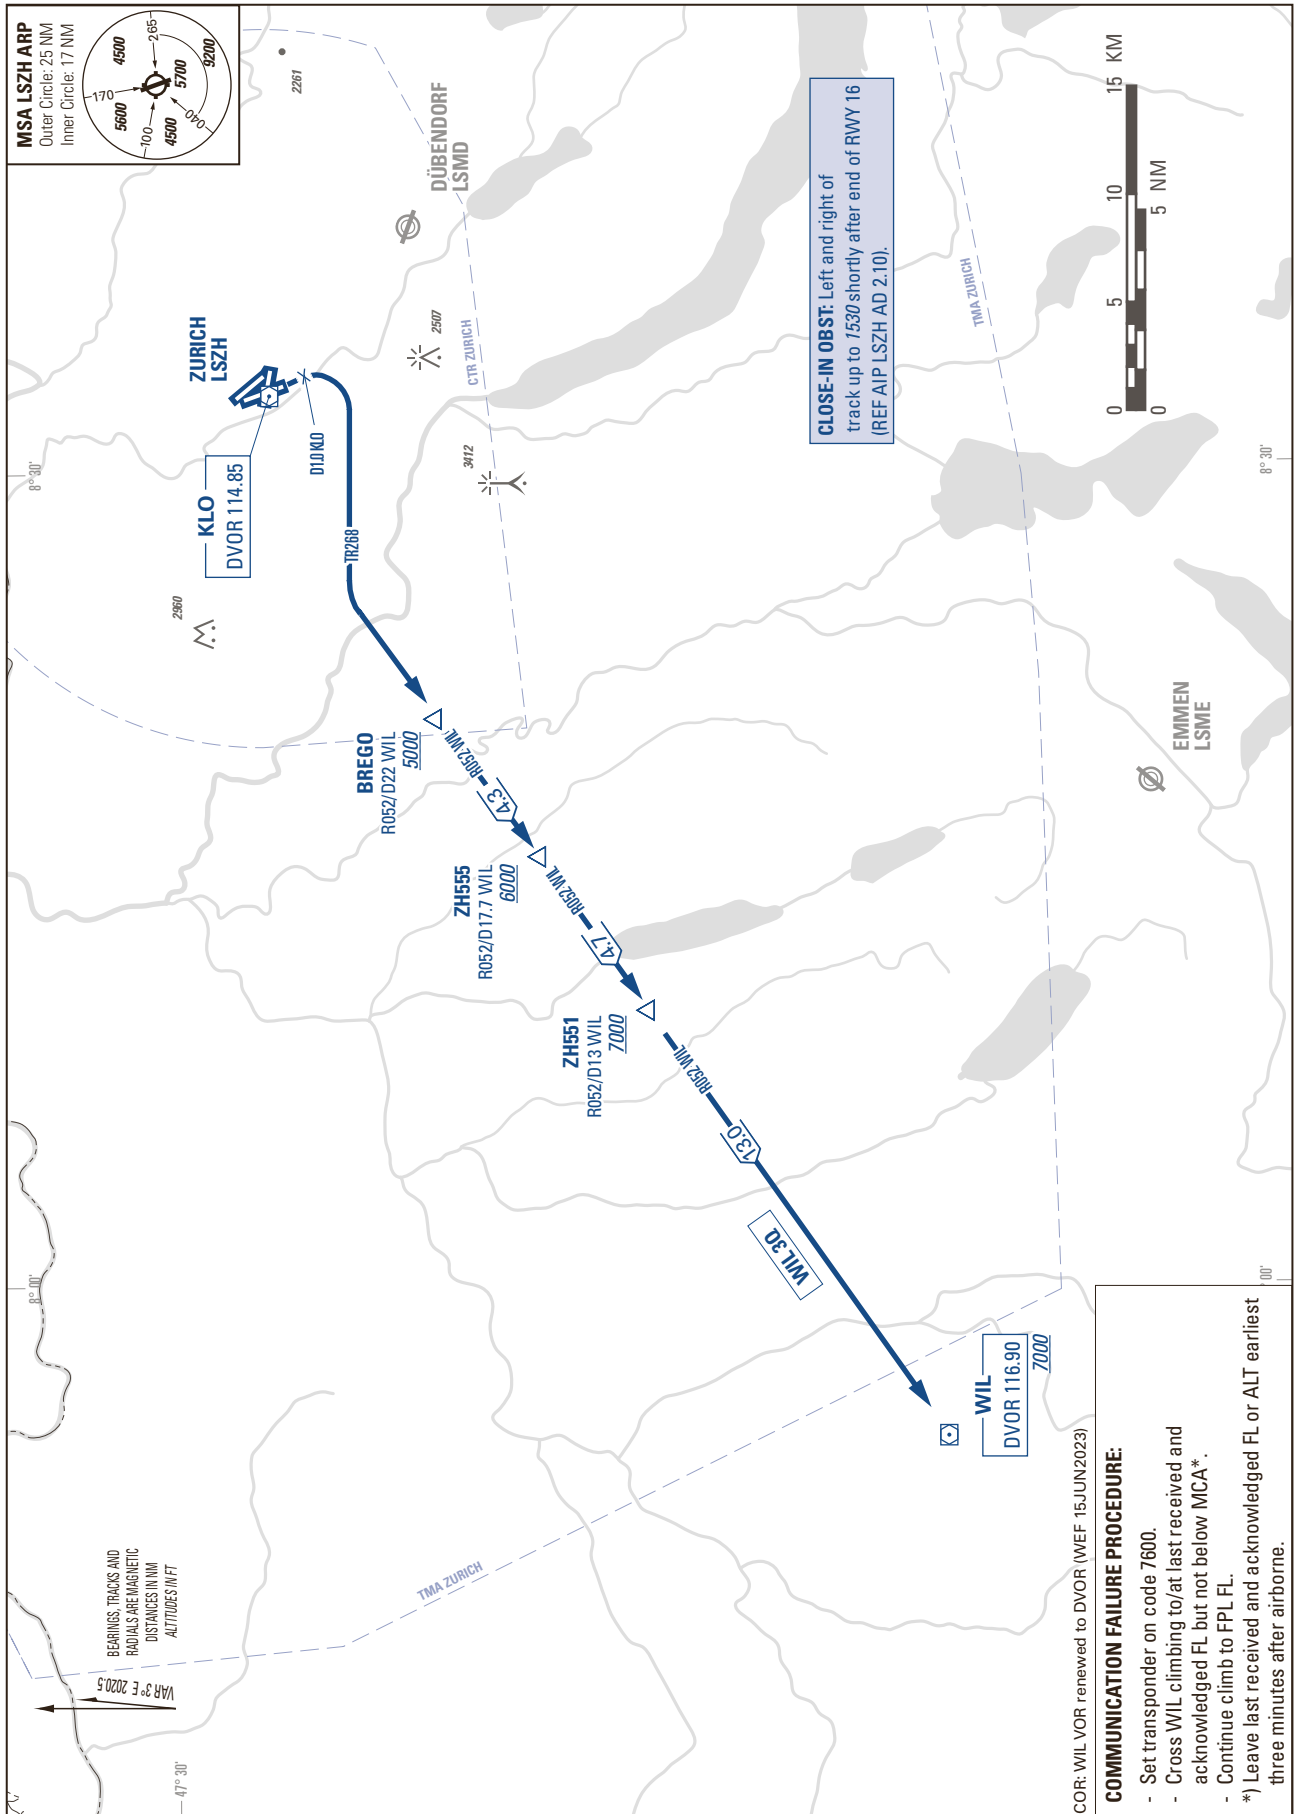 MSA LSZH ARP
Outer Circle: 25 NM
Inner Circle: 17 NM
170
4500
265
5600
5700
9200
100
4500
040
2261
DÜBENDORF
LSMD
ZURICH
LSZH
KLO
DVOR 114.85
D1.0 KLO
2507
CTR ZURICH
3412
2960
TR268
8° 30'
CLOSE-IN OBST: Left and right of
track up to 1530 shortly after end of RWY 16
(REF AIP LSZH AD 2.10).
TMA ZURICH
0 5 10 15 KM
0 5 NM
8° 30'
BREGO
R052/D22 WIL
5000
R052 WIL
4.3
ZH555
R052/D17.7 WIL
6000
R052 WIL
4.7
ZH551
R052/D13 WIL
7000
R052 WIL
13.0
WIL 3Q
WIL
DVOR 116.90
7000
EMMEN
LSME
8° 00'
00'
TMA ZURICH
BEARINGS, TRACKS AND
RADIALS ARE MAGNETIC
DISTANCES IN NM
ALTITUDES IN FT
VAR 3° E 2020.5
47° 30'
COR: WIL VOR renewed to DVOR (WEF 15JUN2023)
COMMUNICATION FAILURE PROCEDURE:
- Set transponder on code 7600.
- Cross WIL climbing to/at last received and
acknowledged FL but not below MCA*.
- Continue climb to FPL FL.
*) Leave last received and acknowledged FL or ALT earliest
three minutes after airborne.